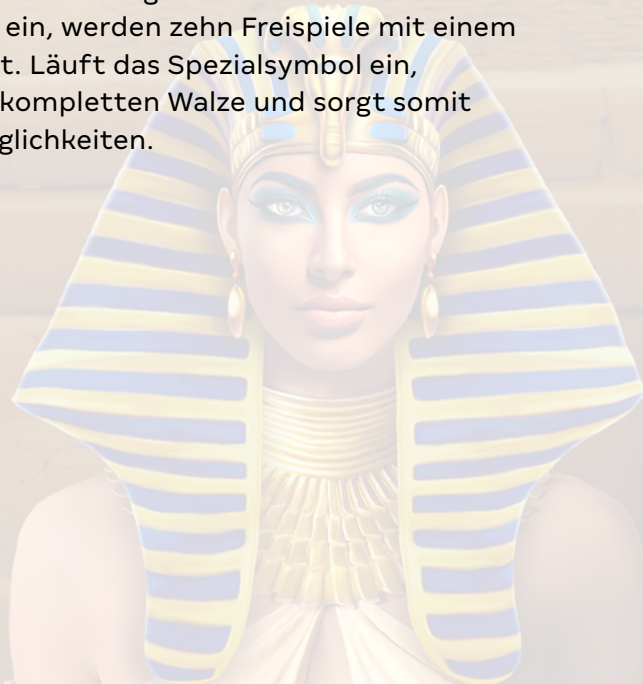 ein, werden zehn Freispiele mit einem
t. Läuft das Spezialsymbol ein,
kompletten Walze und sorgt somit
glichkeiten.